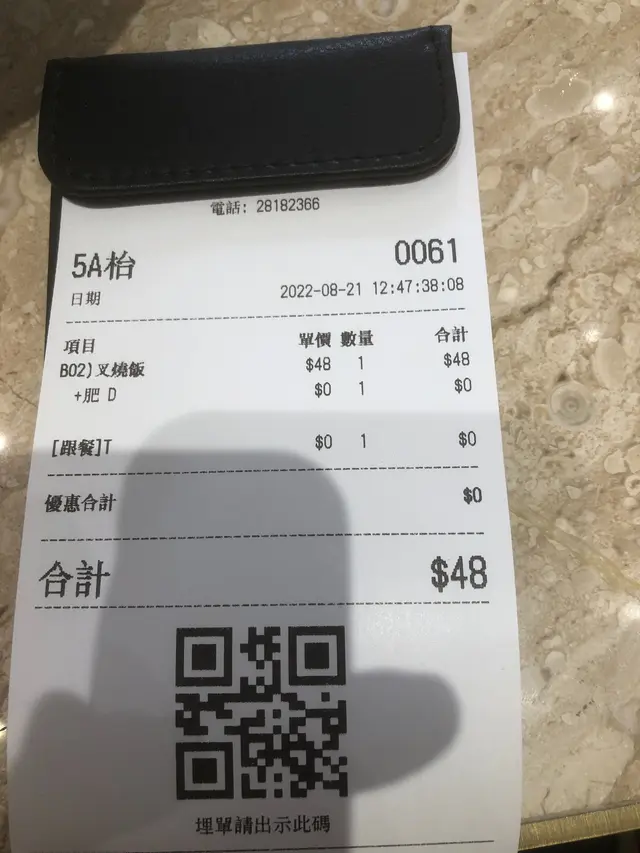 電話: 28182366
5A枱 0061
日期 2022-08-21 12:47:38:08
項目 單價 數量 合計
B02)叉燒飯 $48 1 $48
+肥 D $0 1 $0
[跟餐]T $0 1 $0
優惠合計 $0
合計 $48
埋單請出示此碼